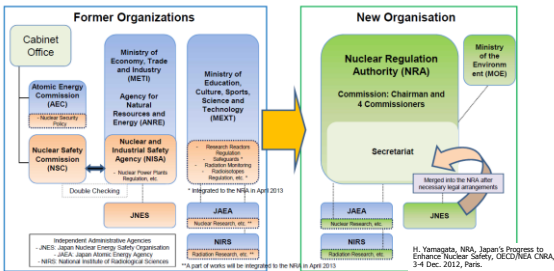 Former Organizations
New Organisation
Cabinet
Office
Atomic Energy
Commission (AEC)
- Nuclear Security
Policy
Nuclear Safety
Commission (NSC)
Double Checking
Ministry of
Economy, Trade
and Industry
(METI)
Agency for
Natural
Resources and
Energy (ANRE)
Nuclear and
Industrial Safety
Agency (NISA)
- Nuclear Power Plants
Regulation, etc.
JNES
Ministry of
Education,
Culture, Sports,
Science and
Technology
(MEXT)
- Research Reactors
Regulation
- Safeguards *
- Radiation Monitoring
- Radioisotopes
Regulation, etc. *
* Integrated to the NRA in April 2013
JAEA
Nuclear Research, etc. **
NIRS
Radiation Research, etc. **
Independent Administrative Agencies
- JNES: Japan Nuclear Energy Safety Organisation
- JAEA: Japan Atomic Energy Agency
- NIRS: National Institute of Radiological Sciences
**A part of works will be integrated to the NRA in April 2013
Nuclear Regulation
Authority (NRA)
Commission: Chairman and
4 Commissioners
Secretariat
Ministry
of the
Environm
ent (MOE)
Merged into the NRA after
necessary legal arrangements
JAEA
Nuclear Research, etc.
JNES
NIRS
Radiation Research, etc.
H. Yamagata, NRA, Japan's Progress to
Enhance Nuclear Safety, OECD/NEA CNRA,
3-4 Dec. 2012, Paris.